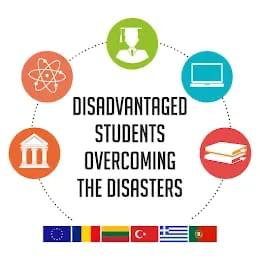 DISADVANTAGED
STUDENTS
OVERCOMING
THE DISASTERS